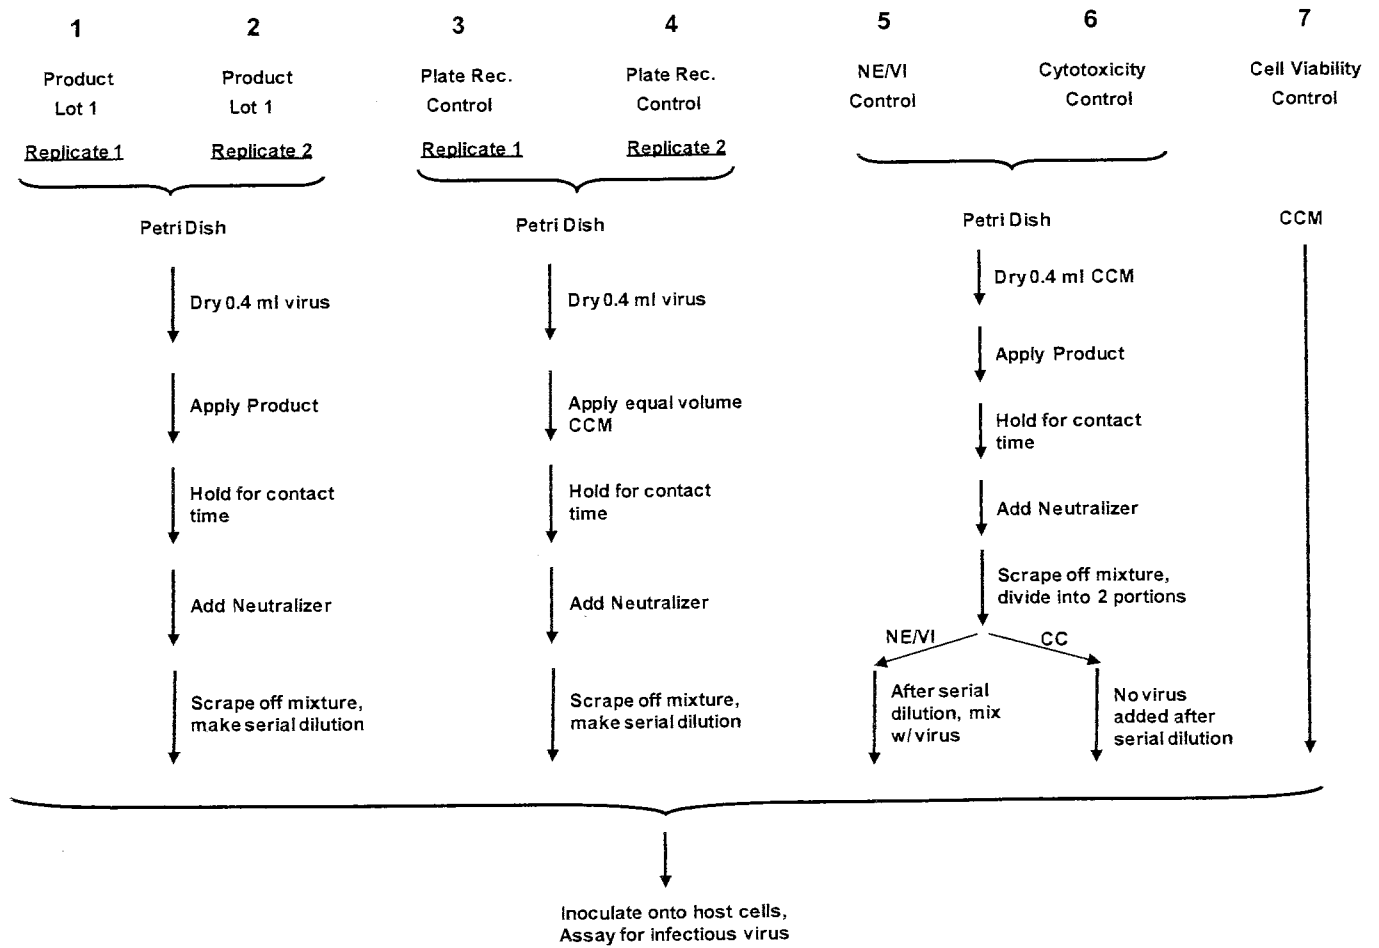 1
Product
Lot 1
Replicate 1
2
Product
Lot 1
Replicate 2
3
Plate Rec.
Control
Replicate 1
4
Plate Rec.
Control
Replicate 2
5
NE/VI
Control
6
Cytotoxicity
Control
7
Cell Viability
Control
Petri Dish
Dry 0.4 ml virus
Apply Product
Hold for contact
time
Add Neutralizer
Scrape off mixture,
make serial dilution
Petri Dish
Dry 0.4 ml virus
Apply equal volume
CCM
Hold for contact
time
Add Neutralizer
Scrape off mixture,
make serial dilution
Petri Dish
Dry 0.4 ml CCM
Apply Product
Hold for contact
time
Add Neutralizer
Scrape off mixture,
divide into 2 portions
NE/VI
CC
After serial
dilution, mix
w/ virus
No virus
added after
serial dilution
CCM
Inoculate onto host cells,
Assay for infectious virus